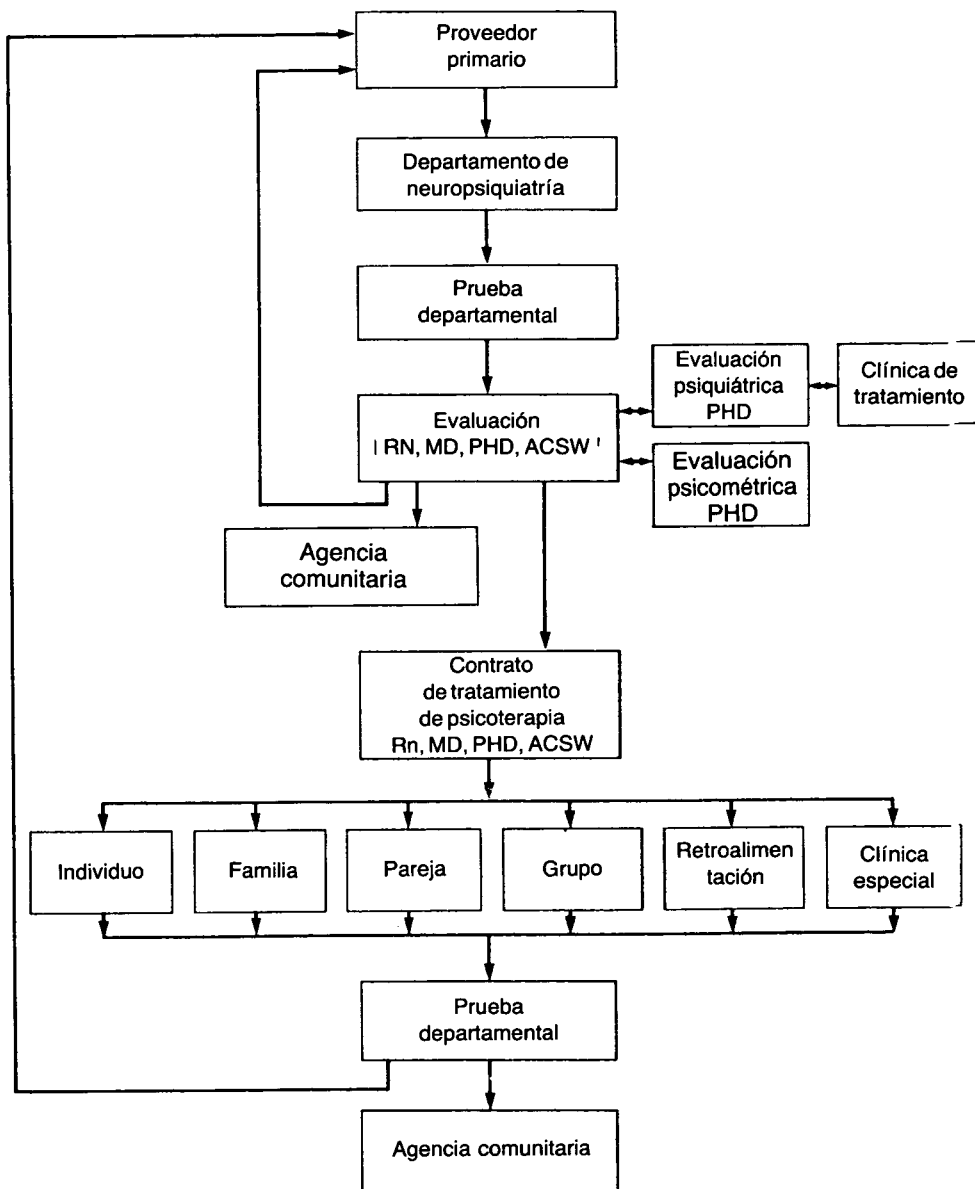 Proveedor
primario
Departamento de
neuropsiquiatría
Prueba
departamental
Evaluación
psiquiátrica
PHD
Clínica de
tratamiento
Evaluación
RN, MD, PHD, ACSW
Evaluación
psicométrica
PHD
Agencia
comunitaria
Contrato
de tratamiento
de psicoterapia
Rn, MD, PHD, ACSW
Individuo
Familia
Pareja
Grupo
Retroalimen
tación
Clínica
especial
Prueba
departamental
Agencia comunitaria